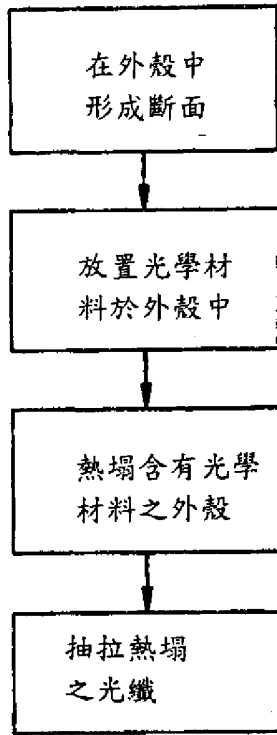 在外殼中
形成斷面
放置光學材
料於外殼中
熱塌含有光學
材料之外殼
抽拉熱塌
之光纖